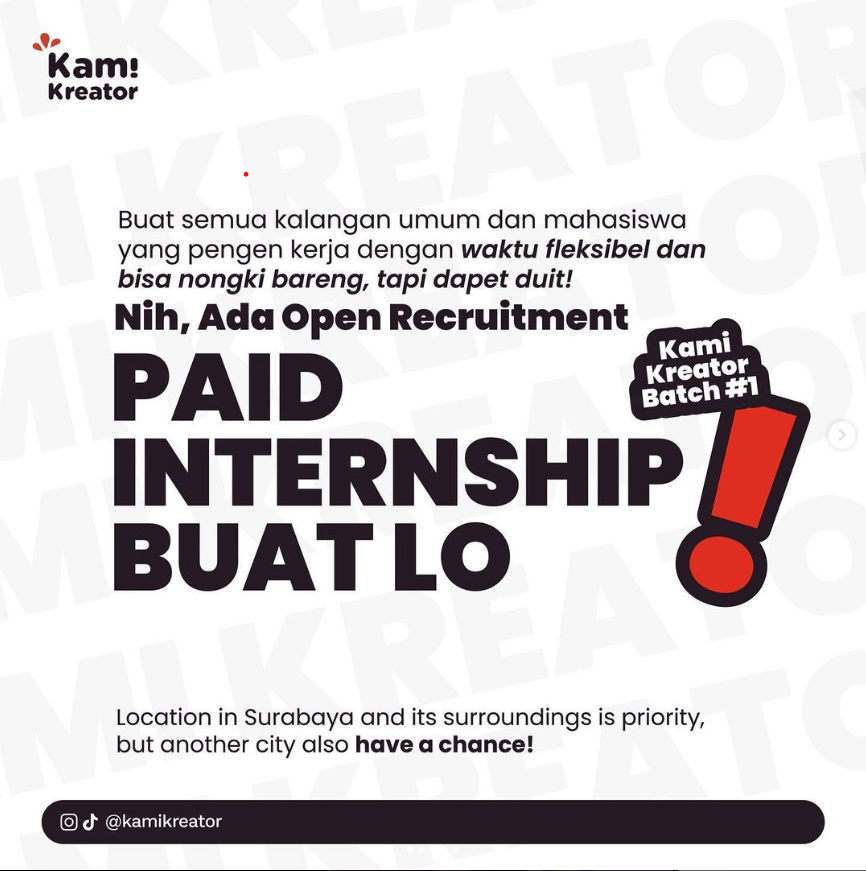 Kam!
Kreator
Buat semua kalangan umum dan mahasiswa
yang pengen kerja dengan waktu fleksibel dan
bisa nongki bareng, tapi dapet duit!
Nih, Ada Open Recruitment
PAID
INTERNSHIP
BUAT LO
Kami
Kreator
Batch #1
Location in Surabaya and its surroundings is priority,
but another city also have a chance!
@kamikreator